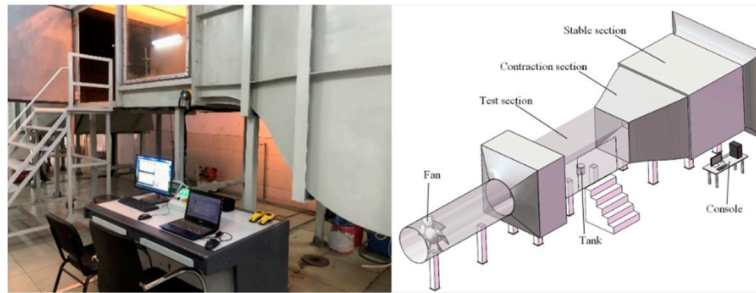 Stable section
Contraction section
Test section
Fan
Console
Tank